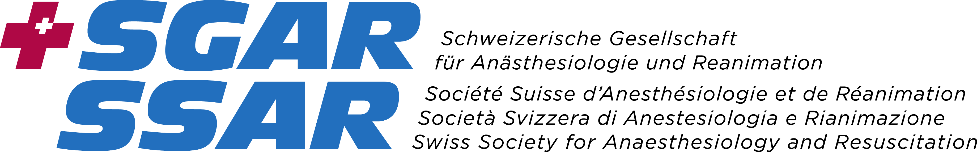 SGAR
SSAR
Schweizerische Gesellschaft
für Anästhesiologie und Reanimation
Société Suisse d'Anesthésiologie et de Réanimation
Società Svizzera di Anestesiologia e Rianimazione
Swiss Society for Anaesthesiology and Resuscitation